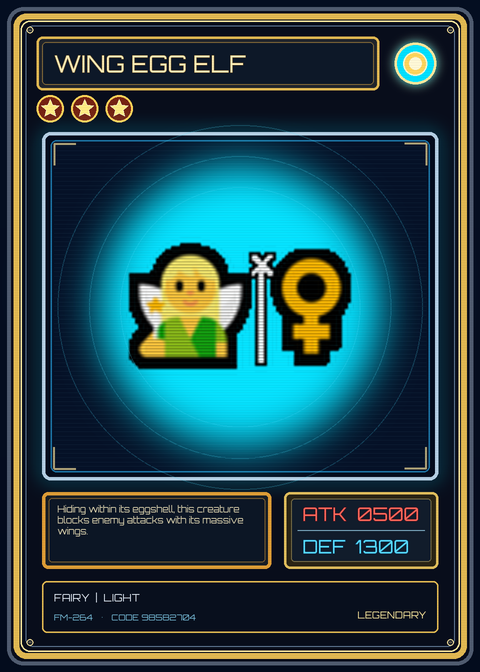 WING EGG ELF
Hiding within its eggshell, this creature
blocks enemy attacks with its massive
wings.
ATK 0500
DEF 1300
FAIRY | LIGHT
FM-264 · CODE 98582704
LEGENDARY